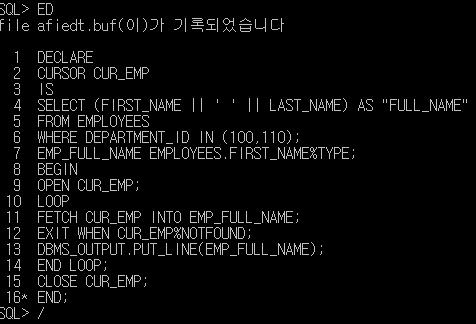 SQL> ED
file afiedt.buf(이)가 기록되었습니다
1 DECLARE
2 CURSOR CUR_EMP
3 IS
4 SELECT (FIRST_NAME || ' ' || LAST_NAME) AS "FULL_NAME"
5 FROM EMPLOYEES
6 WHERE DEPARTMENT_ID IN (100,110);
7 EMP_FULL_NAME EMPLOYEES.FIRST_NAME%TYPE;
8 BEGIN
9 OPEN CUR_EMP;
10 LOOP
11 FETCH CUR_EMP INTO EMP_FULL_NAME;
12 EXIT WHEN CUR_EMP%NOTFOUND;
13 DBMS_OUTPUT.PUT_LINE(EMP_FULL_NAME);
14 END LOOP;
15 CLOSE CUR_EMP;
16* END;
SQL> /